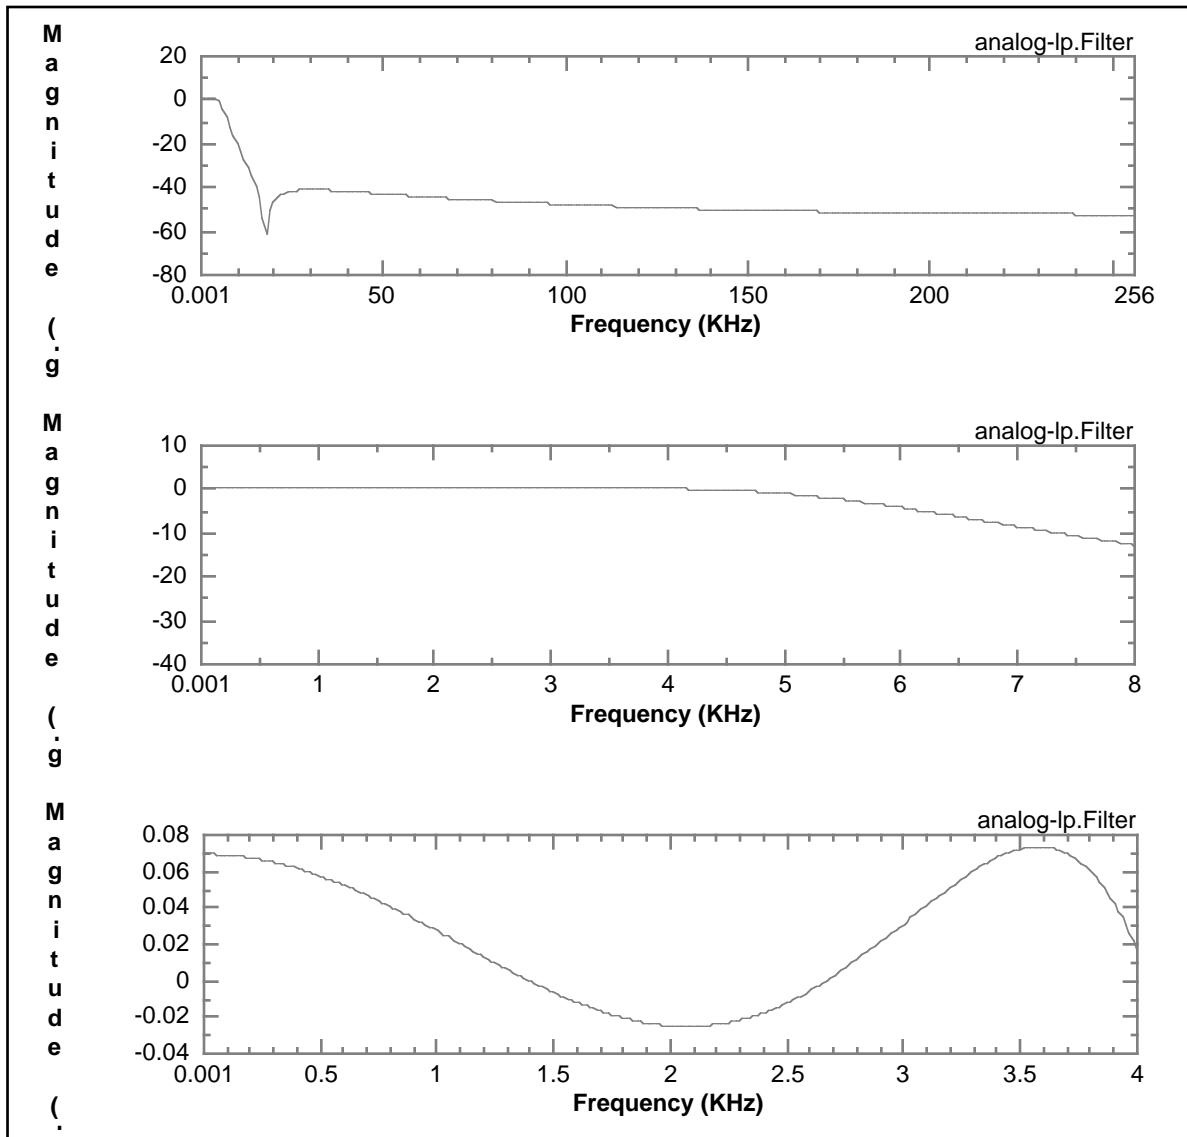 Magnitude (.g
analog-lp.Filter
20
0
-20
-40
-60
-80
0.001 50 100 150 200 256
Frequency (KHz)
Magnitude (.g
analog-lp.Filter
10
0
-10
-20
-30
-40
0.001 1 2 3 4 5 6 7 8
Frequency (KHz)
Magnitude (.
analog-lp.Filter
0.08
0.06
0.04
0.02
0
-0.02
-0.04
0.001 0.5 1 1.5 2 2.5 3 3.5 4
Frequency (KHz)